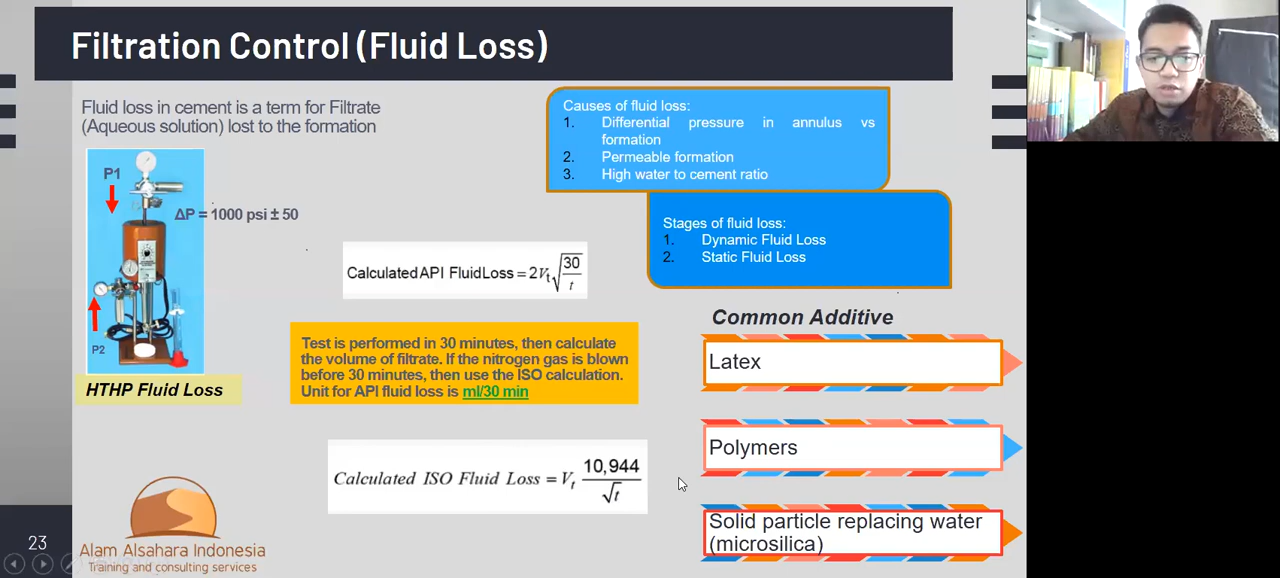 Filtration Control (Fluid Loss)
Fluid loss in cement is a term for Filtrate
(Aqueous solution) lost to the formation
P1
ΔP = 1000 psi ± 50
P2
HTHP Fluid Loss
Causes of fluid loss:
1. Differential pressure in annulus vs
formation
2. Permeable formation
3. High water to cement ratio
Stages of fluid loss:
1. Dynamic Fluid Loss
2. Static Fluid Loss
Calculated API Fluid Loss = 2Vt√30/t
Test is performed in 30 minutes, then calculate
the volume of filtrate. If the nitrogen gas is blown
before 30 minutes, then use the ISO calculation.
Unit for API fluid loss is ml/30 min
Calculated ISO Fluid Loss = Vt 10,944/√t
Common Additive
Latex
Polymers
Solid particle replacing water
(microsilica)
23
Alam Alsahara Indonesia
Training and consulting services